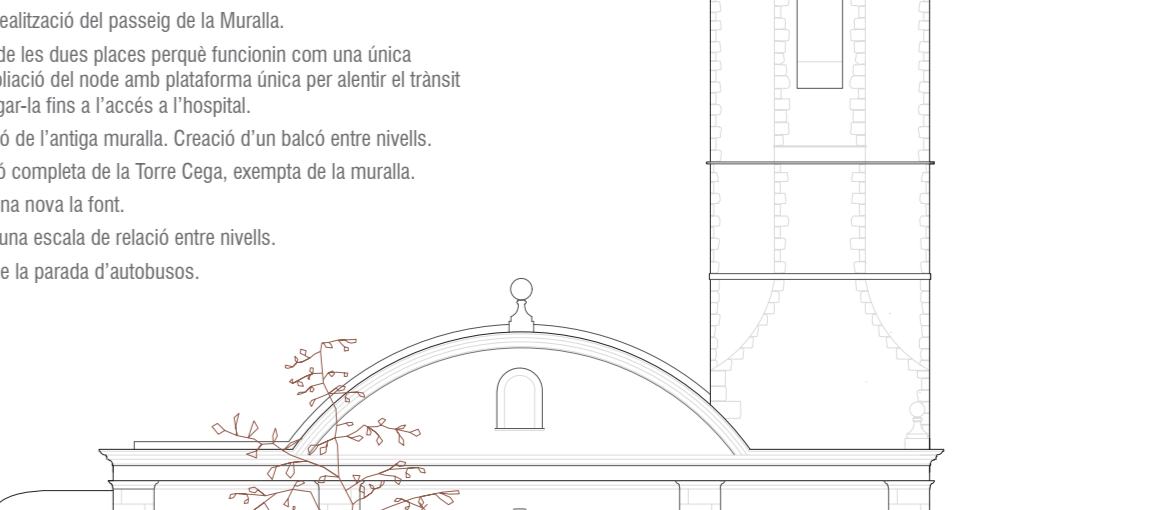 ealització del passeig de la Muralla.
de les dues places perquè funcionin com una única
pliació del node amb plataforma única per alentir el trànsit
gar-la fins a l’accés a l’hospital.
ó de l’antiga muralla. Creació d’un balcó entre nivells.
ó completa de la Torre Cega, exempta de la muralla.
na nova la font.
una escala de relació entre nivells.
e la parada d’autobusos.